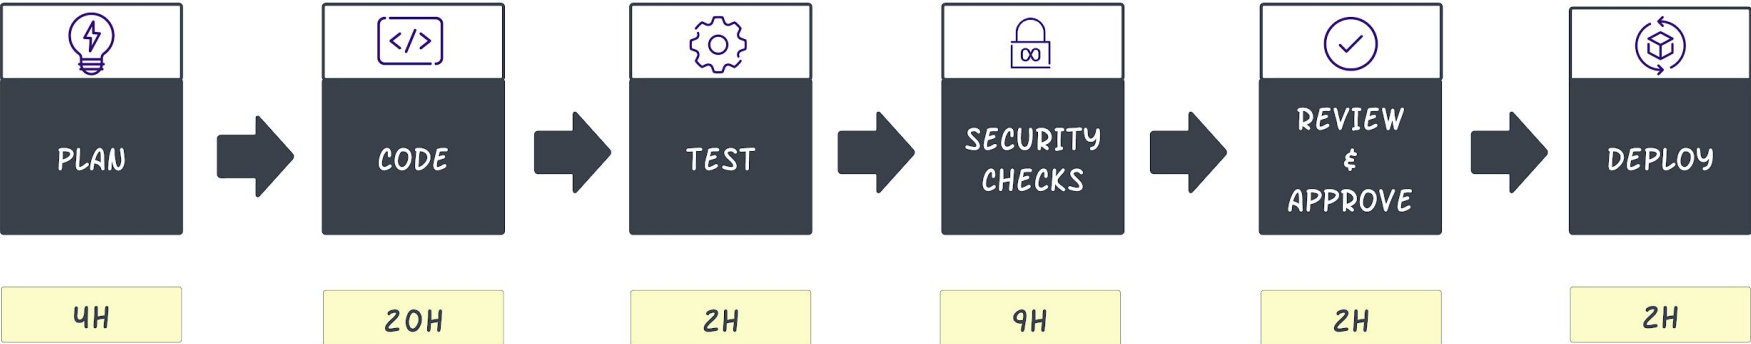 </>
PLAN
CODE
TEST
SECURITY
CHECKS
REVIEW
&
APPROVE
DEPLOY
4H
20H
2H
9H
2H
2H